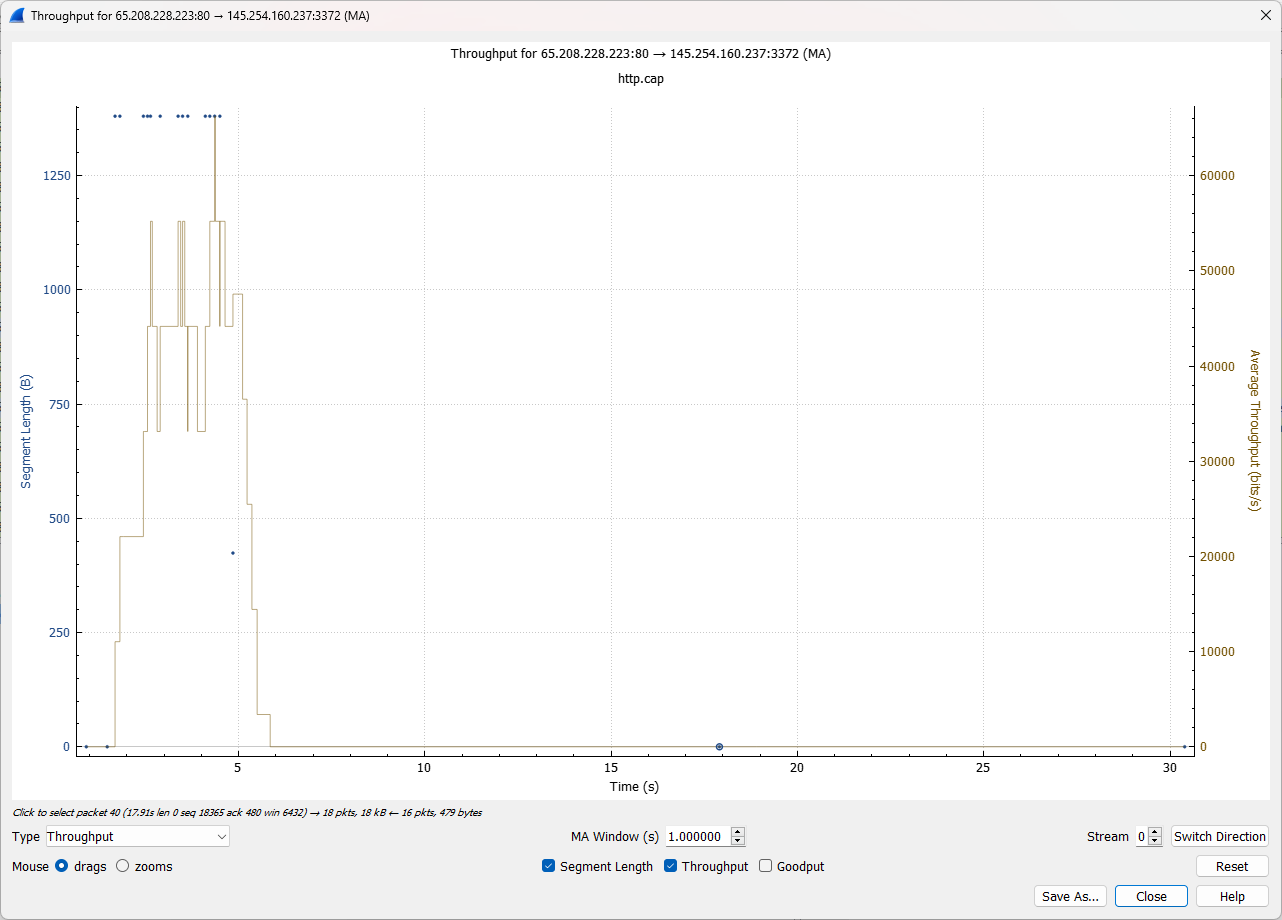 Throughput for 65.208.228.223:80 → 145.254.160.237:3372 (MA)
Throughput for 65.208.228.223:80 → 145.254.160.237:3372 (MA)
http.cap
Segment Length (B)
1250
1000
750
500
250
0
60000
50000
40000
30000
20000
10000
0
Average Throughput (bits/s)
5 10 15 20 25 30
Time (s)
Click to select packet 40 (17.91s len 0 seq 18365 ack 480 win 6432) → 18 pkts, 18 kB ← 16 pkts, 479 bytes
Type Throughput MA Window (s) 1.000000 Stream 0 Switch Direction
Mouse drags zooms Segment Length Throughput Goodput Reset
Save As... Close Help